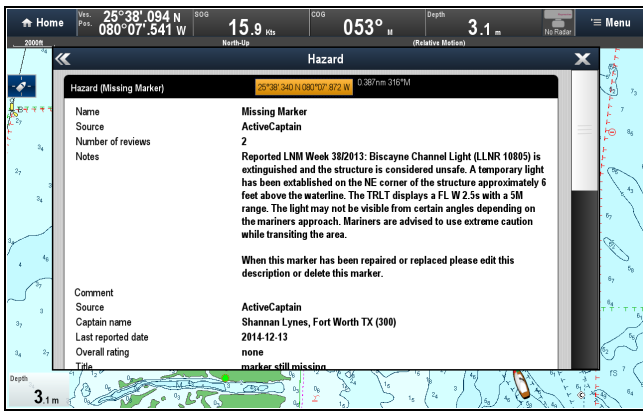 Home
Ves. Pos. 25°38'.094 N
080°07'.541 W
SOG
15.9 Kts
COG
053° M
Depth
3.1 m
No Radar
Menu
2000ft
North-Up
(Relative Motion)
Hazard
Hazard (Missing Marker)
25°38'.340 N 080°07'.872 W
0.387nm 316°M
Name Missing Marker
Source ActiveCaptain
Number of reviews 2
Notes Reported LNM Week 38/2013: Biscayne Channel Light (LLNR 10805) is
extinguished and the structure is considered unsafe. A temporary light
has been extablished on the NE corner of the structure approximately 6
feet above the waterline. The TRLT displays a FL W 2.5s with a 5M
range. The light may not be visible from certain angles depending on
the mariners approach. Mariners are advised to use extreme caution
while transiting the area.
When this marker has been repaired or replaced please edit this
description or delete this marker.
Comment
Source ActiveCaptain
Captain name Shannan Lynes, Fort Worth TX (300)
Last reported date 2014-12-13
Overall rating none
Title marker still missing
Depth
3.1 m